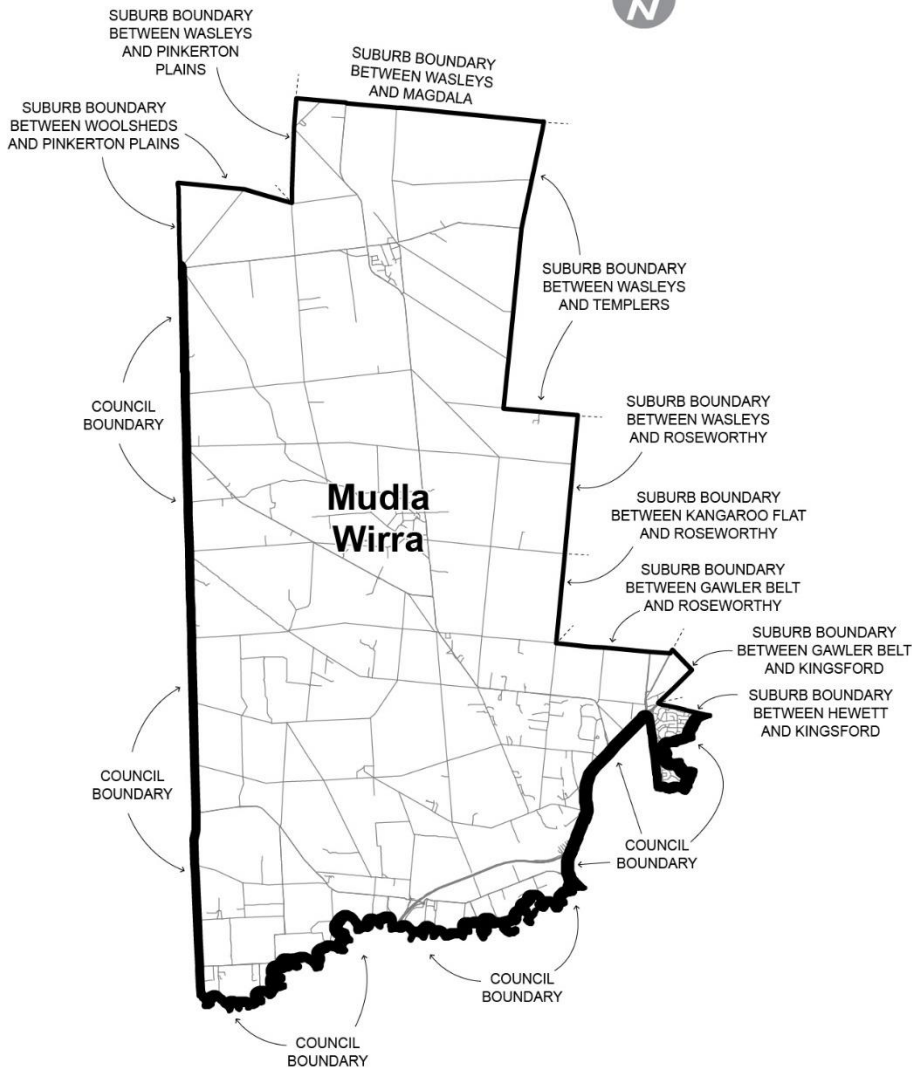 N
SUBURB BOUNDARY
BETWEEN WASLEYS
AND PINKERTON
PLAINS
SUBURB BOUNDARY
BETWEEN WASLEYS
AND MAGDALA
SUBURB BOUNDARY
BETWEEN WOOLSHEDS
AND PINKERTON PLAINS
SUBURB BOUNDARY
BETWEEN WASLEYS
AND TEMPLERS
COUNCIL
BOUNDARY
SUBURB BOUNDARY
BETWEEN WASLEYS
AND ROSEWORTHY
Mudla
Wirra
SUBURB BOUNDARY
BETWEEN KANGAROO FLAT
AND ROSEWORTHY
SUBURB BOUNDARY
BETWEEN GAWLER BELT
AND ROSEWORTHY
SUBURB BOUNDARY
BETWEEN GAWLER BELT
AND KINGSFORD
SUBURB BOUNDARY
BETWEEN HEWETT
AND KINGSFORD
COUNCIL
BOUNDARY
COUNCIL
BOUNDARY
COUNCIL
BOUNDARY
COUNCIL
BOUNDARY